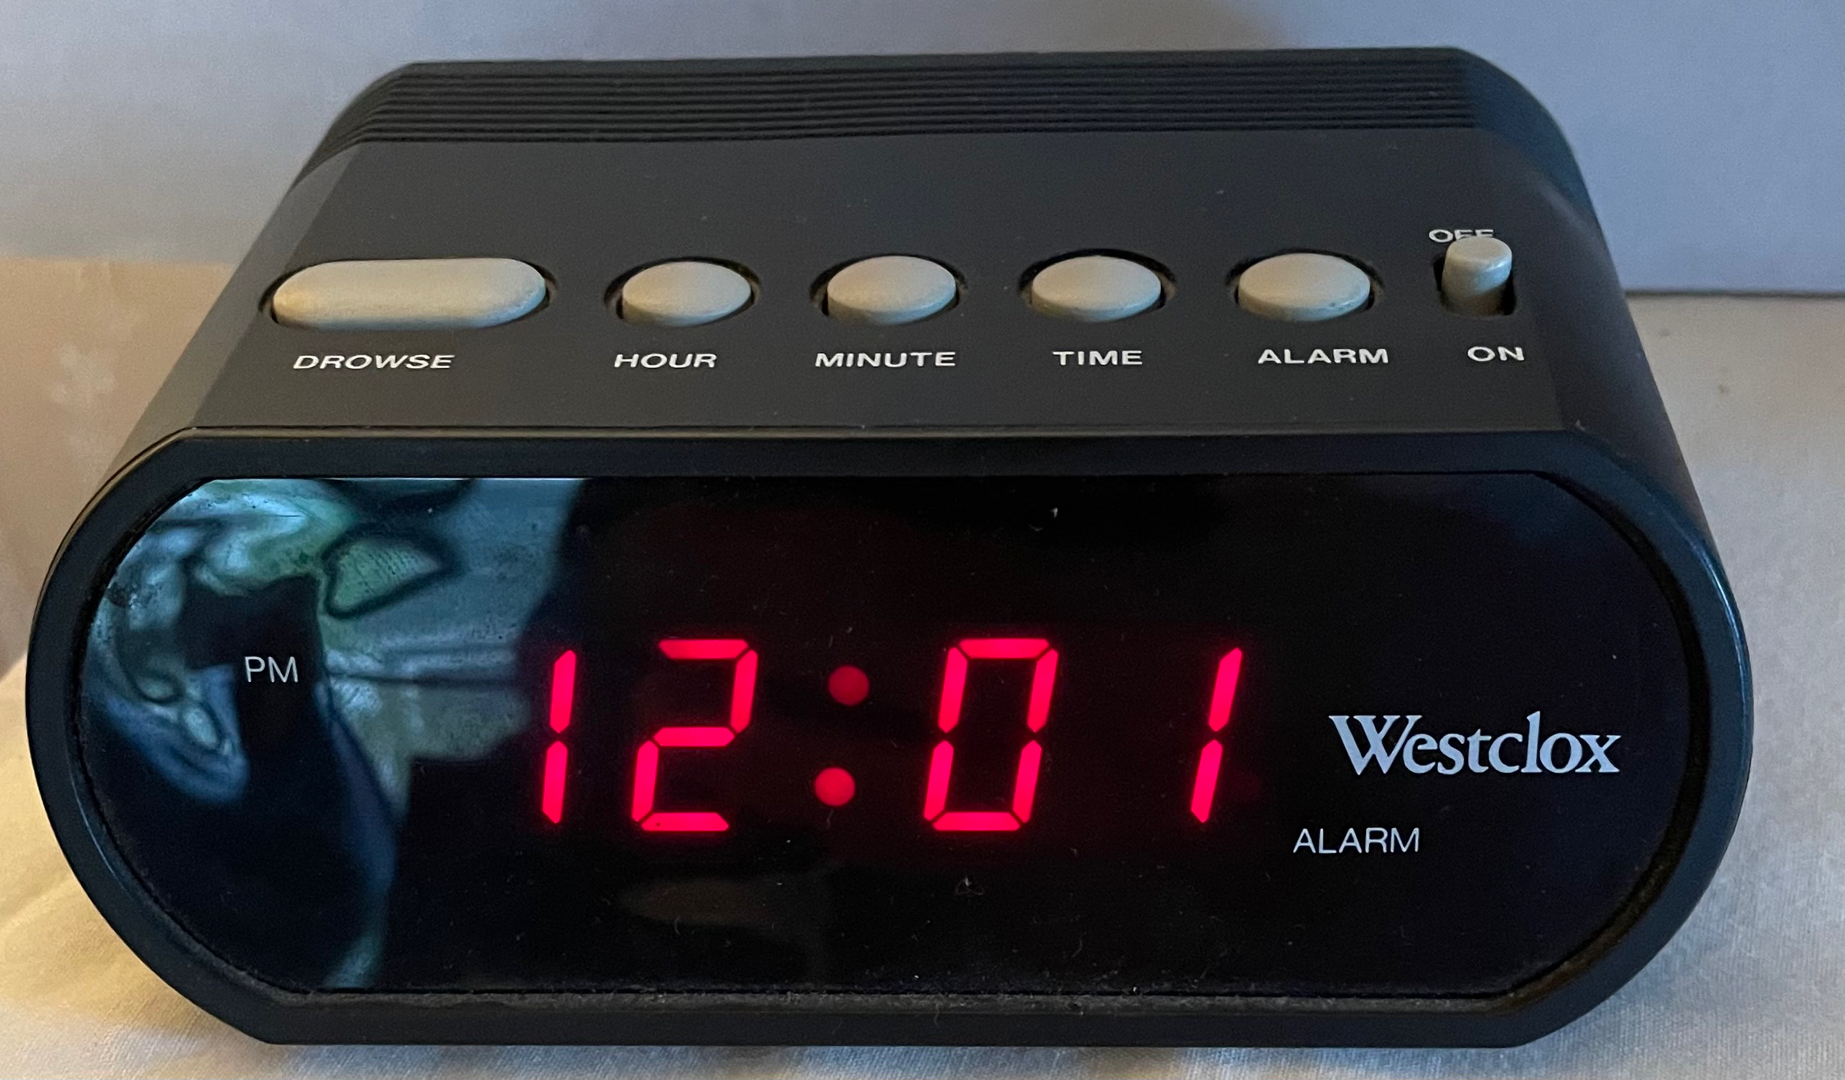 OFF
DROWSE HOUR MINUTE TIME ALARM ON
PM 12:01 Westclox
ALARM